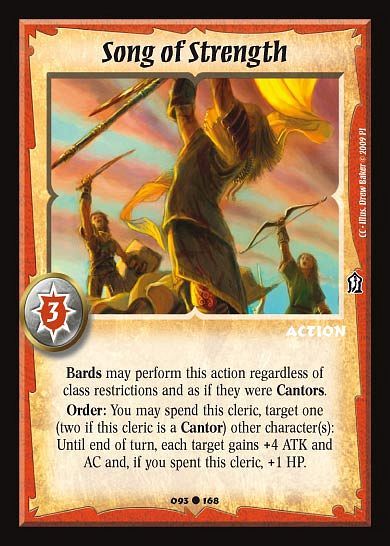 Song of Strength
CC • Illus. Drew Baker © 2009 PI
3
ACTION
Bards may perform this action regardless of
class restrictions and as if they were Cantors.
Order: You may spend this cleric, target one
(two if this cleric is a Cantor) other character(s):
Until end of turn, each target gains +4 ATK and
AC and, if you spent this cleric, +1 HP.
093 ● 168